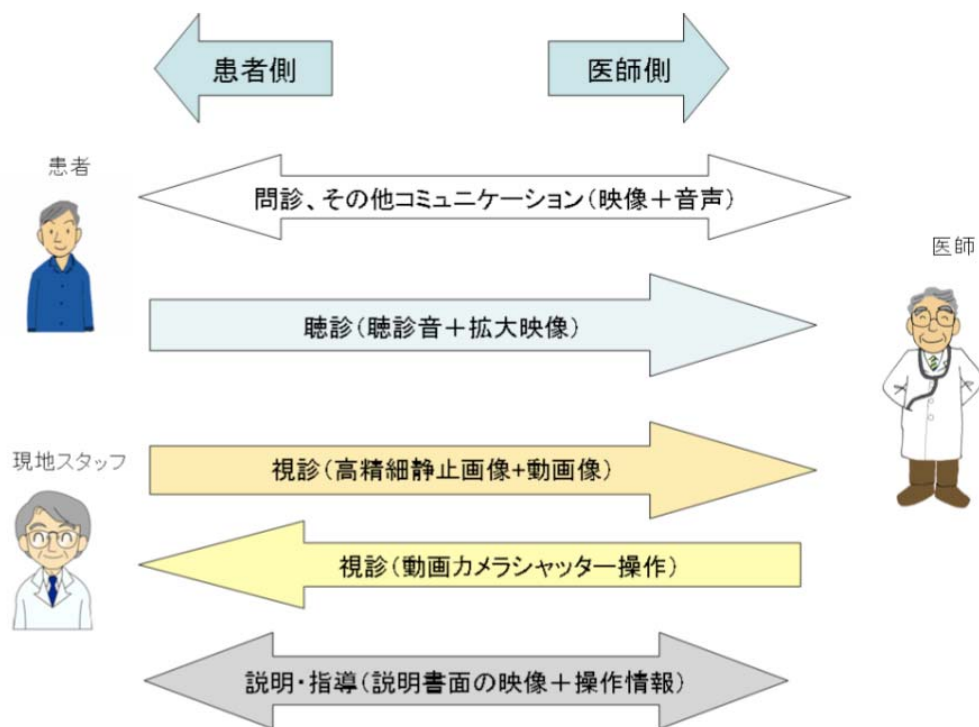 患者側
医師側
患者
問診、その他コミュニケーション(映像＋音声)
医師
聴診(聴診音＋拡大映像)
現地スタッフ
視診(高精細静止画像+動画像)
視診(動画カメラシャッター操作)
説明・指導(説明書面の映像＋操作情報)